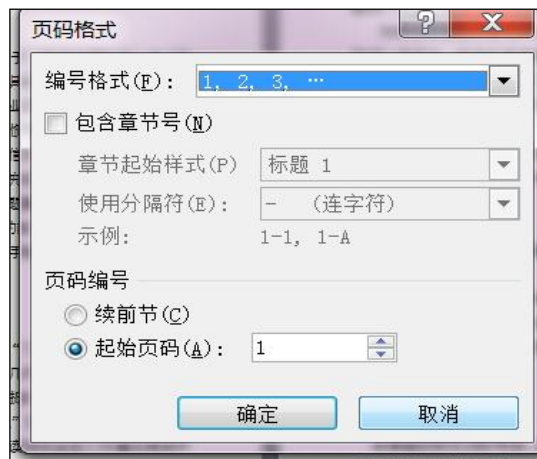 页码格式
编号格式(F): 1, 2, 3, …
包含章节号(N)
章节起始样式(P) 标题 1
使用分隔符(E): - (连字符)
示例: 1-1, 1-A
页码编号
续前节(C)
起始页码(A): 1
确定 取消